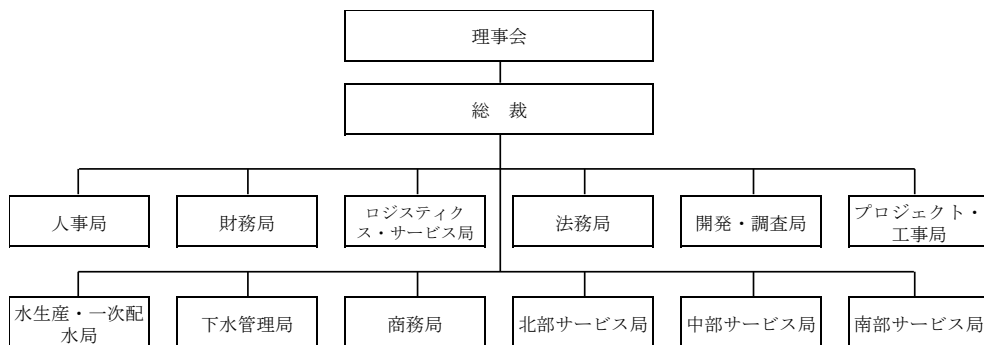 理事会
総　裁
人事局
財務局
ロジスティク
ス・サービス局
法務局
開発・調査局
プロジェクト・
工事局
水生産・一次配
水局
下水管理局
商務局
北部サービス局
中部サービス局
南部サービス局